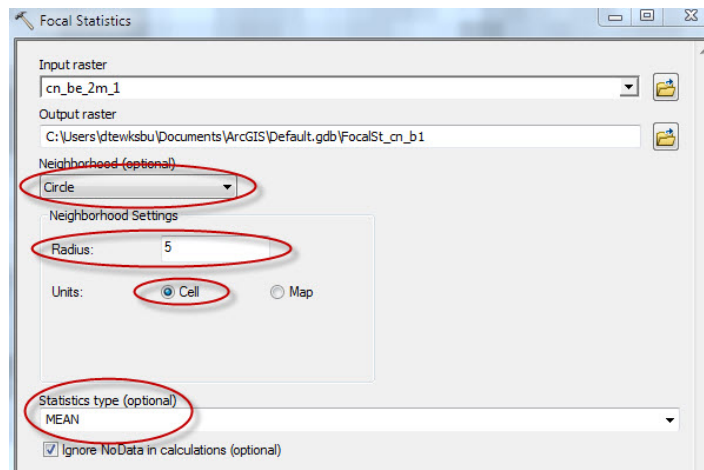 Focal Statistics
Input raster
cn_be_2m_1
Output raster
C:\Users\dtewksbu\Documents\ArcGIS\Default.gdb\FocalSt_cn_b1
Neighborhood (optional)
Circle
Neighborhood Settings
Radius: 5
Units: Cell Map
Statistics type (optional)
MEAN
Ignore NoData in calculations (optional)